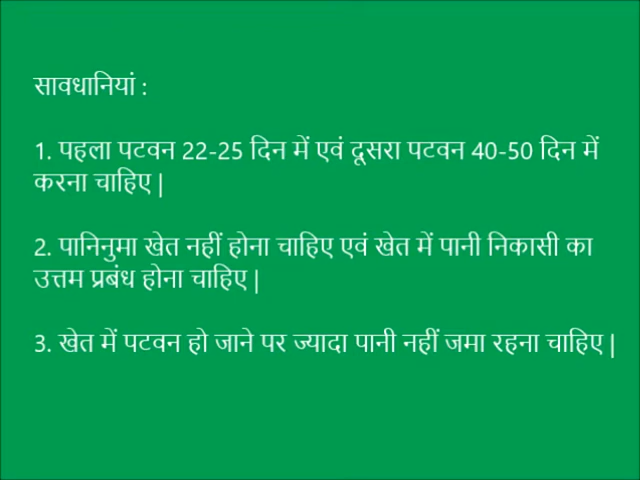 सावधानियां :
1. पहला पटवन 22-25 दिन में एवं दूसरा पटवन 40-50 दिन में
करना चाहिए |
2. पानिनुमा खेत नहीं होना चाहिए एवं खेत में पानी निकासी का
उत्तम प्रबंध होना चाहिए |
3. खेत में पटवन हो जाने पर ज्यादा पानी नहीं जमा रहना चाहिए |